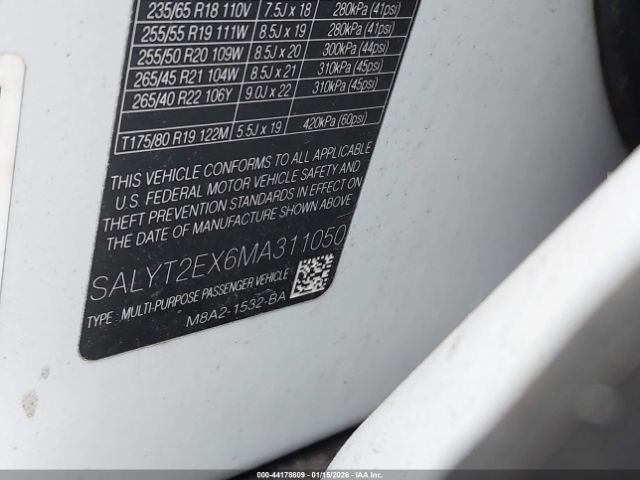 235/65 R18 110V 7.5J x 18 280kPa (41psi)
255/55 R19 111W 8.5J x 19 280kPa (41psi)
255/50 R20 109W 8.5J x 20 300kPa (44psi)
265/45 R21 104W 8.5J x 21 310kPa (45psi)
265/40 R22 106Y 9.0J x 22 310kPa (45psi)
T175/80 R19 122M 5.5J x 19 420kPa (60psi)
THIS VEHICLE CONFORMS TO ALL APPLICABLE
U.S. FEDERAL MOTOR VEHICLE SAFETY AND
THEFT PREVENTION STANDARDS IN EFFECT ON
THE DATE OF MANUFACTURE SHOWN ABOVE
SALYT2EX6MA311050
TYPE : MULTI-PURPOSE PASSENGER VEHICLE
M8A2-1532-BA
000-44178809 - 01/15/2026 - IAA Inc.